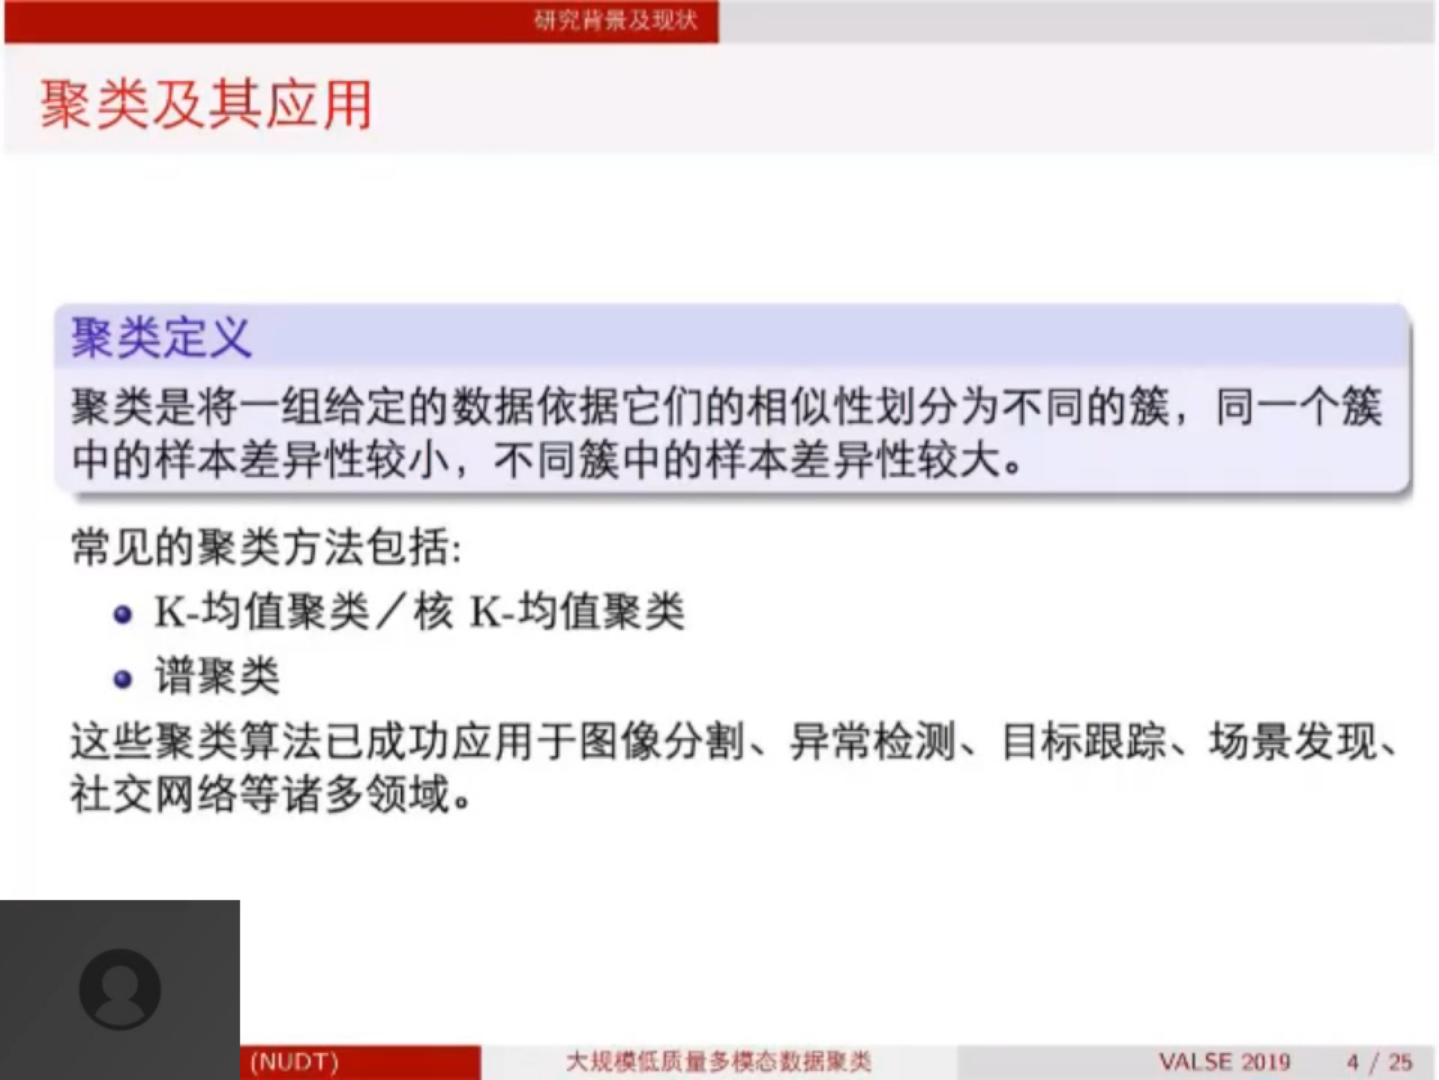 研究背景及现状
聚类及其应用
聚类定义
聚类是将一组给定的数据依据它们的相似性划分为不同的簇，同一个簇
中的样本差异性较小，不同簇中的样本差异性较大。
常见的聚类方法包括:
K-均值聚类／核 K-均值聚类
谱聚类
这些聚类算法已成功应用于图像分割、异常检测、目标跟踪、场景发现、
社交网络等诸多领域。
(NUDT)
大规模低质量多模态数据聚类
VALSE 2019
4 / 25